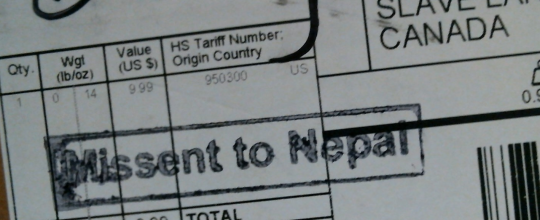 SLAVE
CANADA
Qty.
Wgt
(lb/oz)
Value
(US $)
HS Tariff Number;
Origin Country
1
0 14
9.99
950300
US
Missent to Nepal
TOTAL